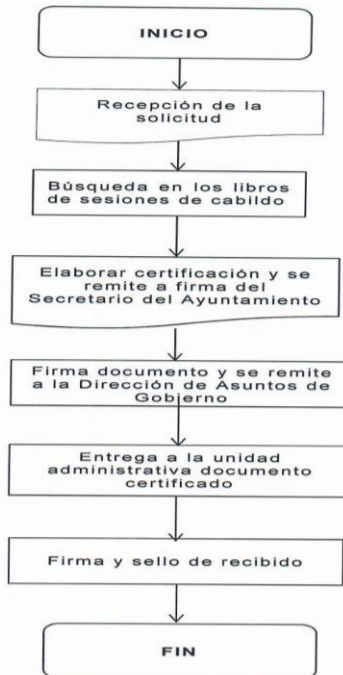 INICIO
Recepción de la
solicitud
Búsqueda en los libros
de sesiones de cabildo
Elaborar certificación y se
remite a firma del
Secretario del Ayuntamiento
Firma documento y se remite
a la Dirección de Asuntos de
Gobierno
Entrega a la unidad
administrativa documento
certificado
Firma y sello de recibido
FIN